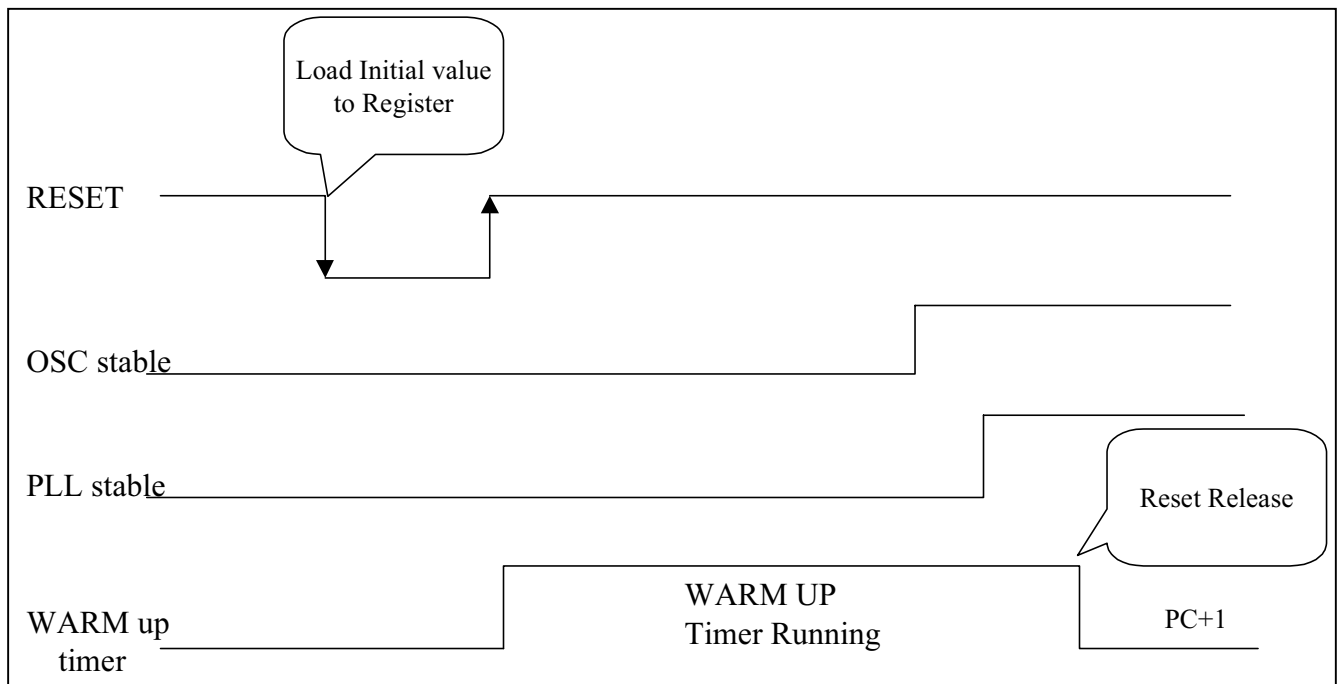 Load Initial value
to Register
RESET
OSC stable
PLL stable
Reset Release
WARM up
timer
WARM UP
Timer Running
PC+1